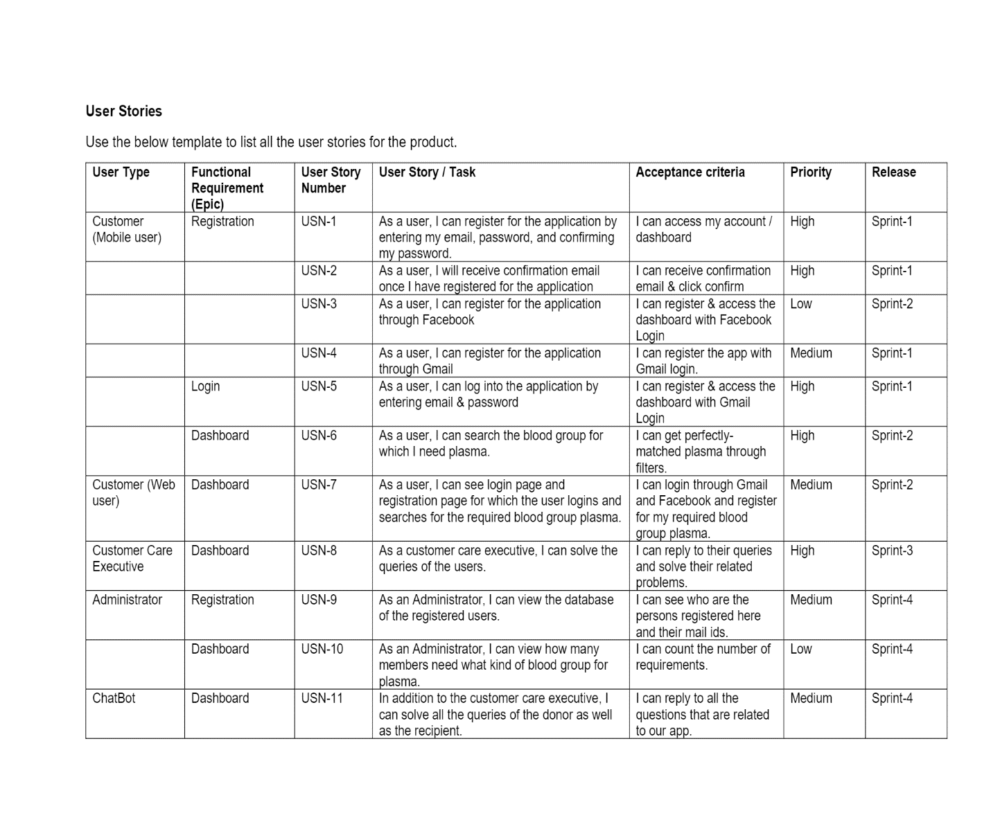 User Stories
Use the below template to list all the user stories for the product.
User Type
Functional
Requirement
(Epic)
User Story
Number
User Story / Task
Acceptance criteria
Priority
Release
Customer
(Mobile user)
Registration
USN-1
As a user, I can register for the application by
entering my email, password, and confirming
my password.
I can access my account /
dashboard
High
Sprint-1
USN-2
As a user, I will receive confirmation email
once I have registered for the application
I can receive confirmation
email & click confirm
High
Sprint-1
USN-3
As a user, I can register for the application
through Facebook
I can register & access the
dashboard with Facebook
Login
Low
Sprint-2
USN-4
As a user, I can register for the application
through Gmail
I can register the app with
Gmail login.
Medium
Sprint-1
Login
USN-5
As a user, I can log into the application by
entering email & password
I can register & access the
dashboard with Gmail
Login
High
Sprint-1
Dashboard
USN-6
As a user, I can search the blood group for
which I need plasma.
I can get perfectly-
matched plasma through
filters.
High
Sprint-2
Customer (Web
user)
Dashboard
USN-7
As a user, I can see login page and
registration page for which the user logins and
searches for the required blood group plasma.
I can login through Gmail
and Facebook and register
for my required blood
group plasma.
Medium
Sprint-2
Customer Care
Executive
Dashboard
USN-8
As a customer care executive, I can solve the
queries of the users.
I can reply to their queries
and solve their related
problems.
High
Sprint-3
Administrator
Registration
USN-9
As an Administrator, I can view the database
of the registered users.
I can see who are the
persons registered here
and their mail ids.
Medium
Sprint-4
Dashboard
USN-10
As an Administrator, I can view how many
members need what kind of blood group for
plasma.
I can count the number of
requirements.
Low
Sprint-4
ChatBot
Dashboard
USN-11
In addition to the customer care executive, I
can solve all the queries of the donor as well
as the recipient.
I can reply to all the
questions that are related
to our app.
Medium
Sprint-4